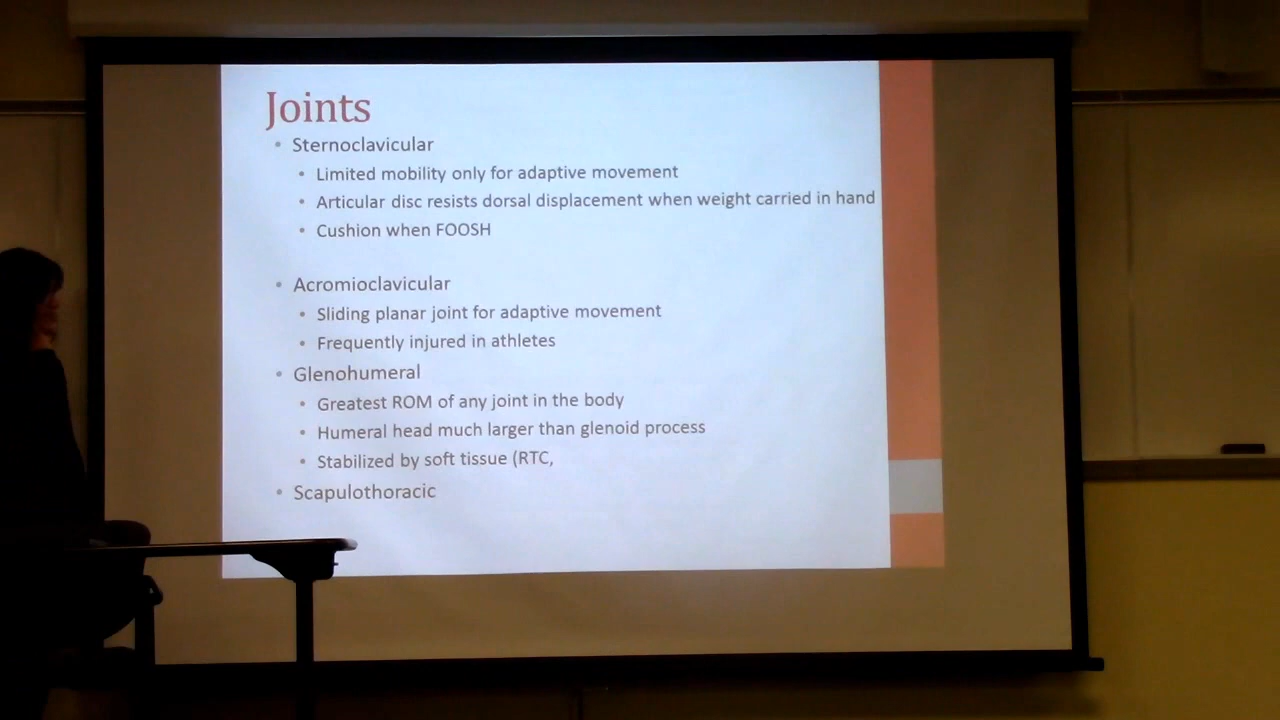 Joints
• Sternoclavicular
• Limited mobility only for adaptive movement
• Articular disc resists dorsal displacement when weight carried in hand
• Cushion when FOOSH
• Acromioclavicular
• Sliding planar joint for adaptive movement
• Frequently injured in athletes
• Glenohumeral
• Greatest ROM of any joint in the body
• Humeral head much larger than glenoid process
• Stabilized by soft tissue (RTC,
• Scapulothoracic